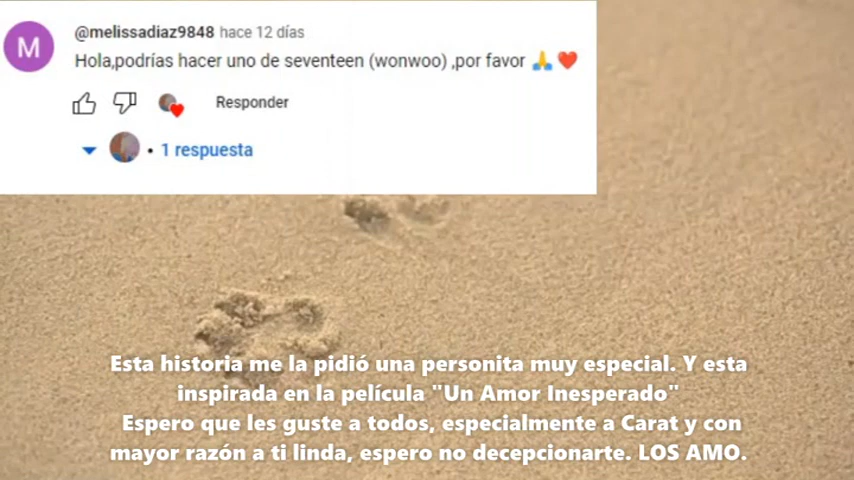 M
@melissadiaz9848 hace 12 días
Hola,podrías hacer uno de seventeen (wonwoo) ,por favor 🙏❤️
Responder
• 1 respuesta
Esta historia me la pidió una personita muy especial. Y esta
inspirada en la película "Un Amor Inesperado"
Espero que les guste a todos, especialmente a Carat y con
mayor razón a ti linda, espero no decepcionarte. LOS AMO.